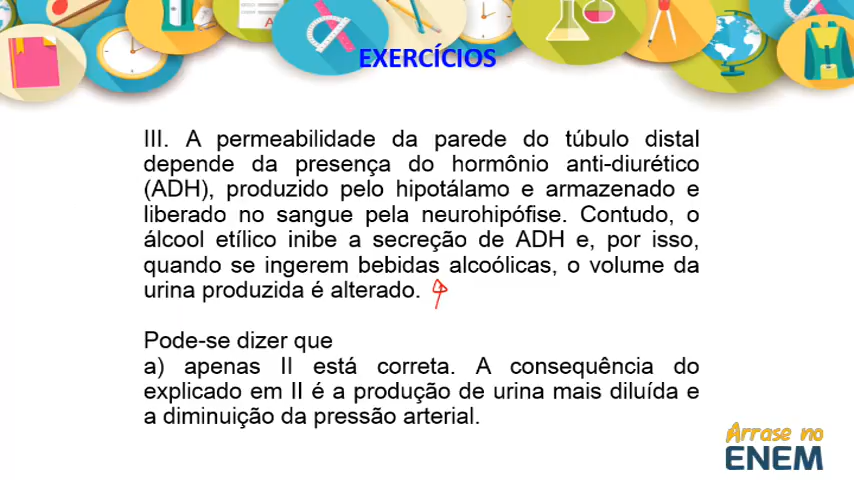 EXERCÍCIOS
III. A permeabilidade da parede do túbulo distal
depende da presença do hormônio anti-diurético
(ADH), produzido pelo hipotálamo e armazenado e
liberado no sangue pela neurohipófise. Contudo, o
álcool etílico inibe a secreção de ADH e, por isso,
quando se ingerem bebidas alcoólicas, o volume da
urina produzida é alterado.
Pode-se dizer que
a) apenas II está correta. A consequência do
explicado em II é a produção de urina mais diluída e
a diminuição da pressão arterial.
Arrase no
ENEM